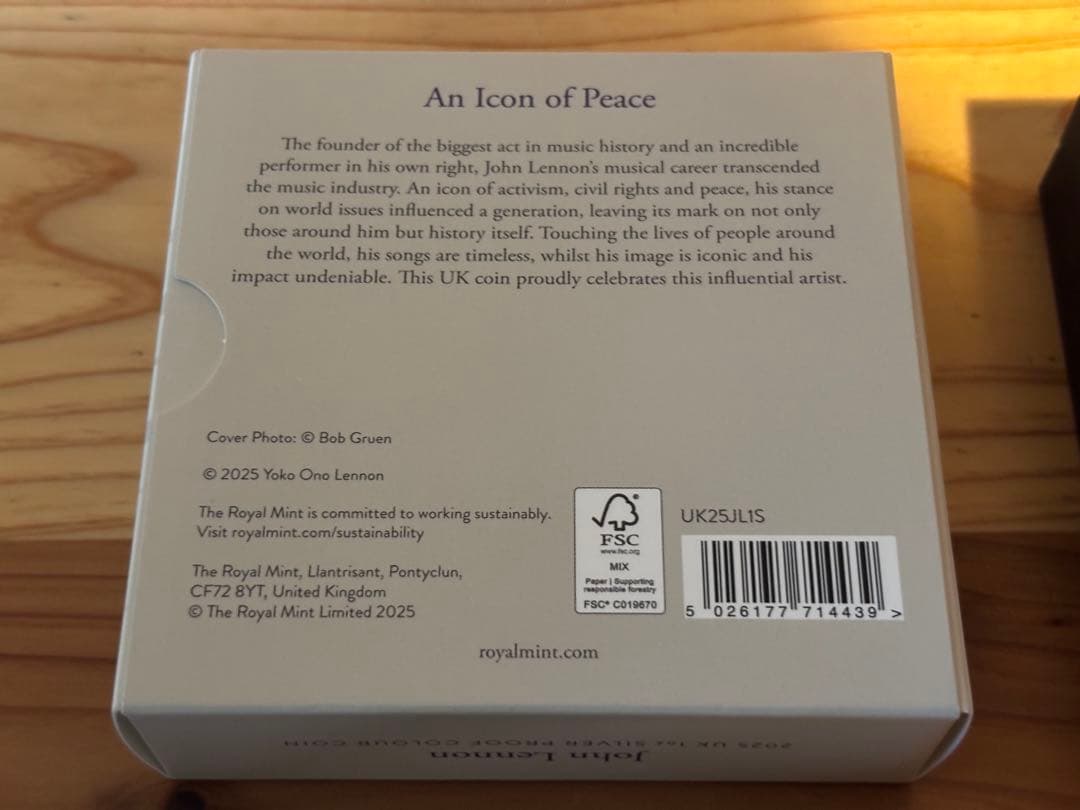 An Icon of Peace
The founder of the biggest act in music history and an incredible
performer in his own right, John Lennon's musical career transcended
the music industry. An icon of activism, civil rights and peace, his stance
on world issues influenced a generation, leaving its mark on not only
those around him but history itself. Touching the lives of people around
the world, his songs are timeless, whilst his image is iconic and his
impact undeniable. This UK coin proudly celebrates this influential artist.
Cover Photo: © Bob Gruen
© 2025 Yoko Ono Lennon
The Royal Mint is committed to working sustainably.
Visit royalmint.com/sustainability
The Royal Mint, Llantrisant, Pontyclun,
CF72 8YT, United Kingdom
© The Royal Mint Limited 2025
FSC
www.fsc.org
MIX
Paper | Supporting
responsible forestry
FSC® C019670
UK25JL1S
5 026177 714439 >
royalmint.com
John Lennon
2025 UK 1oz SILVER PROOF COLOUR COIN